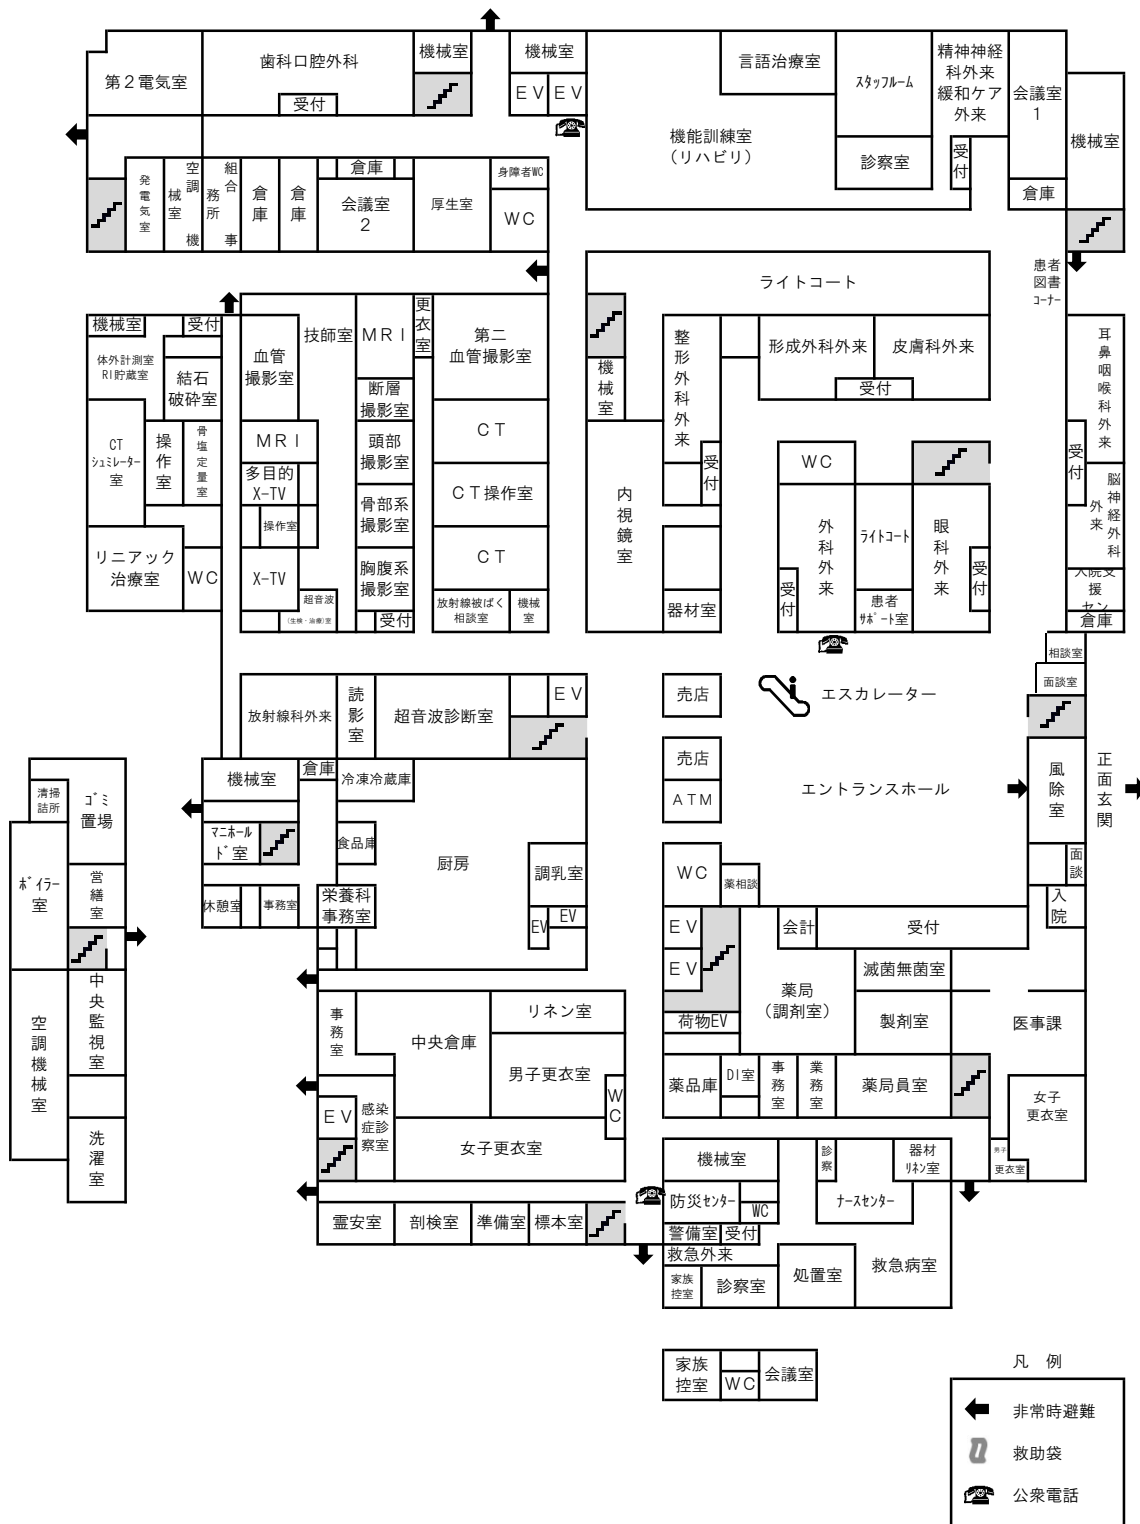 第２電気室
歯科口腔外科
受付
機械室
機械室
ＥＶ
ＥＶ
言語治療室
機能訓練室
（リハビリ）
ｽﾀｯﾌﾙｰﾑ
診察室
精神神経
科外来
緩和ケア
外来
受付
会議室
１
倉庫
機械室
発電気室
空調機
械室
組合事
務所
倉庫
倉庫
倉庫
会議室
２
厚生室
身障者WC
ＷＣ
患者
図書
ｺｰﾅｰ
ライトコート
機械室
受付
体外計測室
RI貯蔵室
結石
破砕室
血管
撮影室
技師室
ＭＲＩ
更衣室
第二
血管撮影室
機械室
整形外科外来
受付
形成外科外来
皮膚科外来
受付
耳鼻咽喉科外来
受付
断層
撮影室
CT
ｼｭﾐﾚｰﾀｰ
室
操作室
骨塩定量室
ＭＲＩ
頭部
撮影室
ＣＴ
多目的
X-TV
操作室
骨部系
撮影室
ＣＴ操作室
内視鏡室
ＷＣ
外科外来
受付
ﾗｲﾄｺｰﾄ
眼科外来
受付
脳神経外科
外来
リニアック
治療室
ＷＣ
X-TV
超音波
(生検・治療)室
胸腹系
撮影室
受付
ＣＴ
放射線被ばく
相談室
機械
室
器材室
患者
ｻﾎﾟｰﾄ室
入院支
援
セン
倉庫
相談室
面談室
放射線科外来
読影室
超音波診断室
ＥＶ
売店
エスカレーター
売店
ＡＴＭ
エントランスホール
風除室
正面玄関
清掃
詰所
ｺﾞﾐ
置場
機械室
倉庫
冷凍冷蔵庫
ﾏﾆﾎｰﾙ
ﾄﾞ室
食品庫
厨房
調乳室
ＷＣ
薬相談
面談
入院
ﾎﾞｲﾗｰ
室
営繕室
休憩室
事務室
栄養科
事務室
EV
EV
ＥＶ
ＥＶ
会計
受付
空調機械室
中央監視室
洗濯室
事務室
中央倉庫
リネン室
男子更衣室
ＷＣ
荷物EV
薬局
（調剤室）
滅菌無菌室
製剤室
医事課
ＥＶ
感染症診察室
女子更衣室
薬品庫
DI室
事務室
業務室
薬局員室
女子
更衣室
男子
更衣室
機械室
診察
器材
ﾘﾈﾝ室
防災ｾﾝﾀｰ
WC
ﾅｰｽｾﾝﾀｰ
霊安室
剖検室
準備室
標本室
警備室
受付
救急外来
家族
控室
診察室
処置室
救急病室
家族
控室
ＷＣ
会議室
凡　例
非常時避難
救助袋
公衆電話